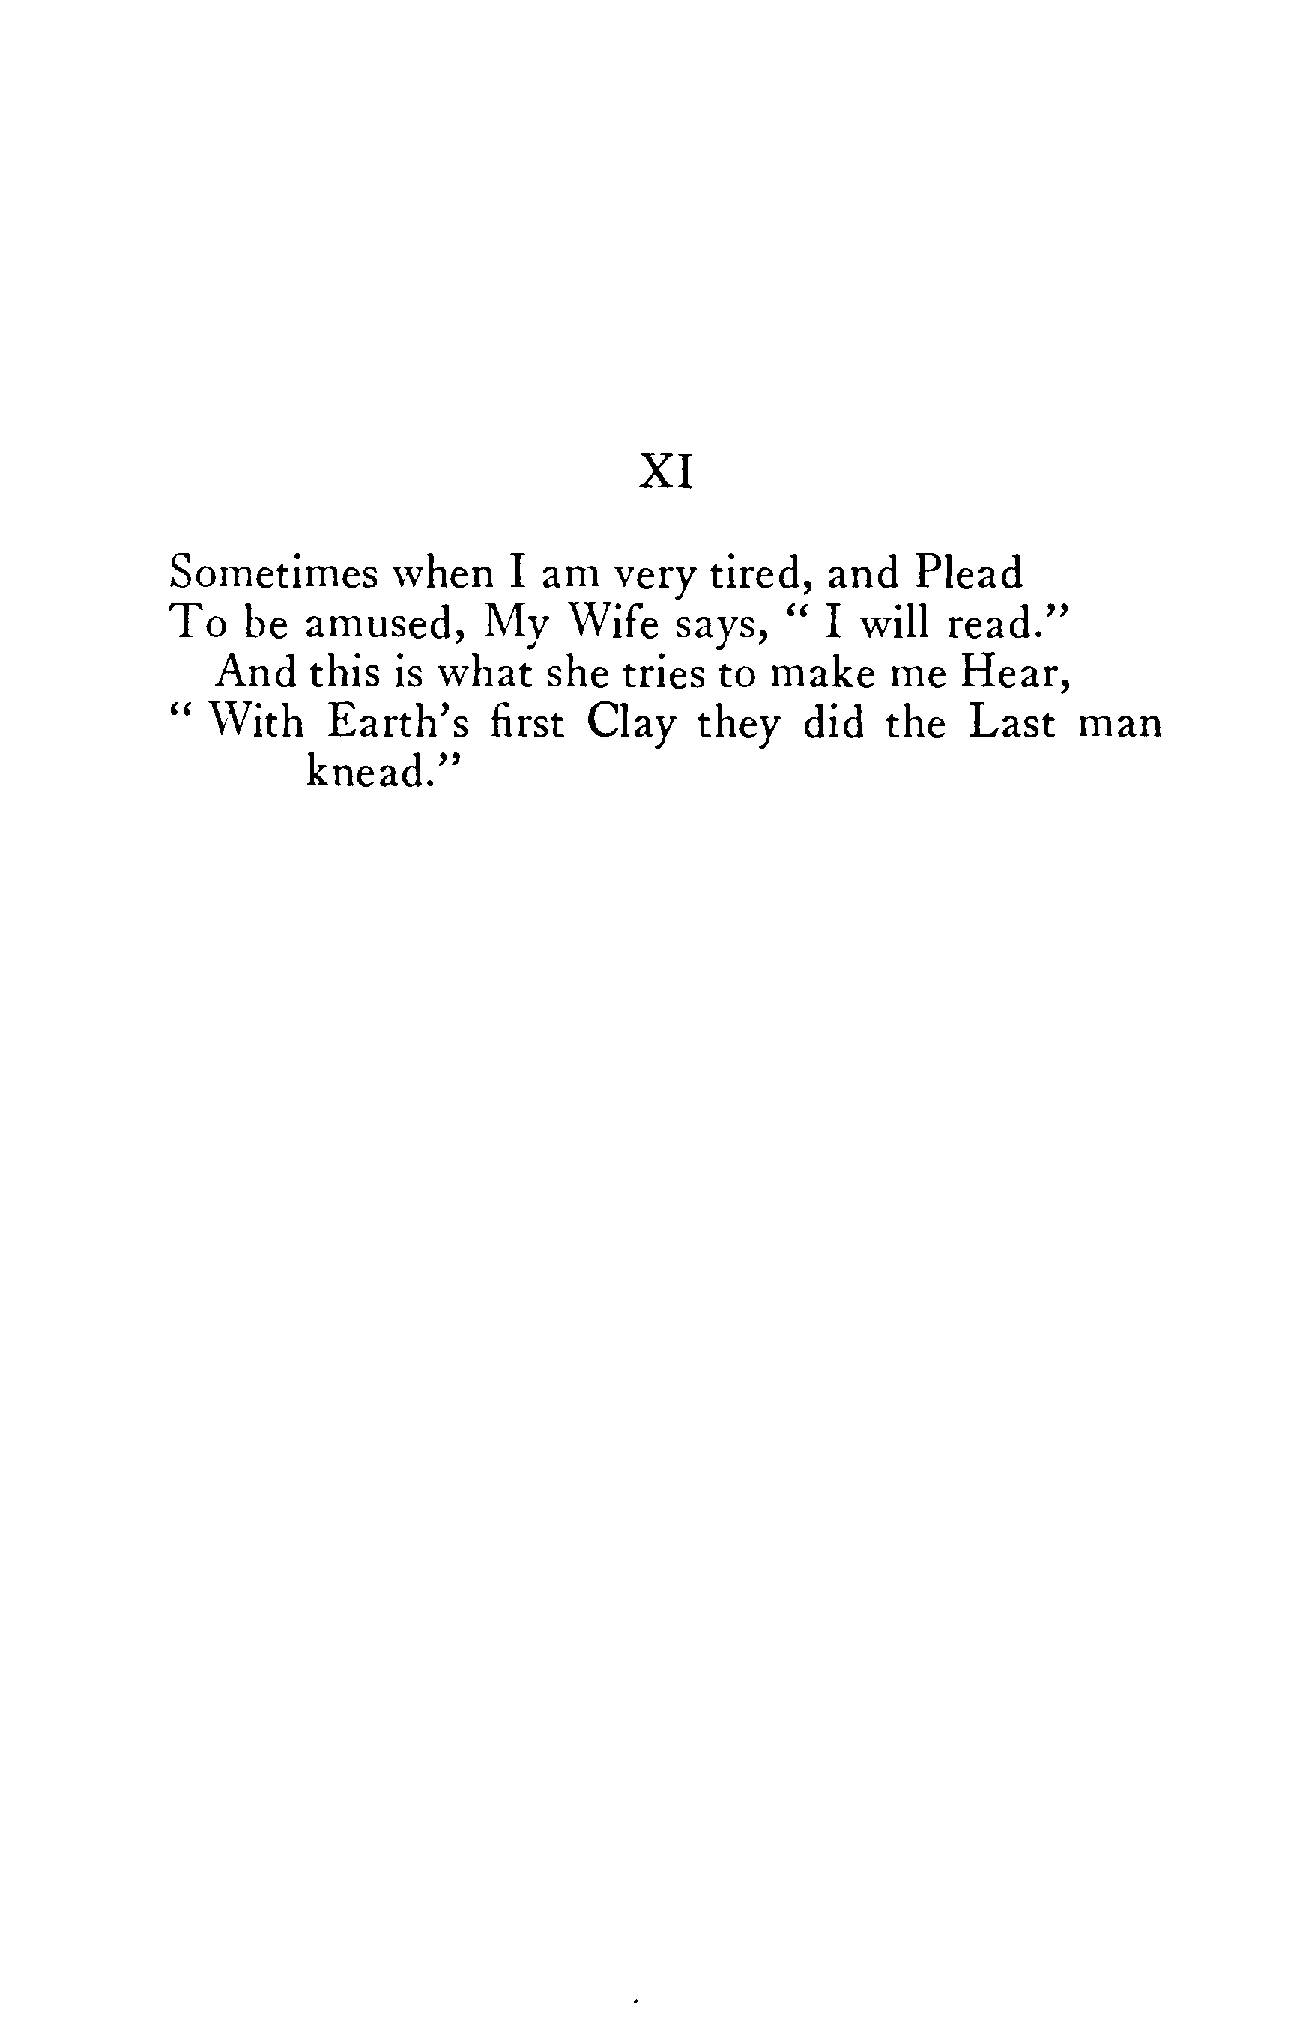 XI
Sometimes when I am very tired, and Plead
To be amused, My Wife says, “ I will read.”
And this is what she tries to make me Hear,
“ With Earth’s first Clay they did the Last man
knead.”